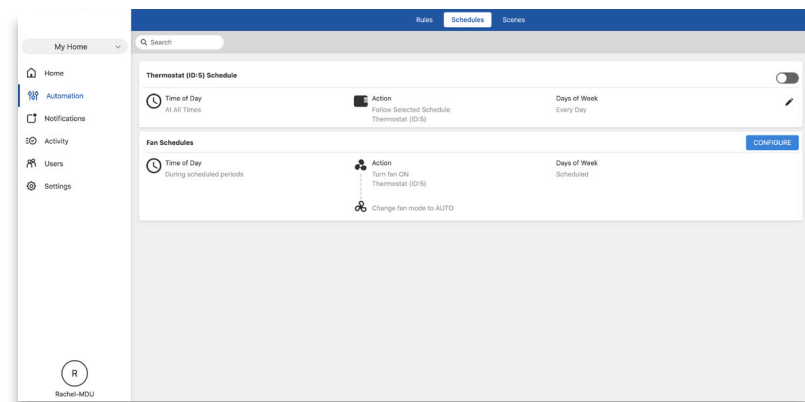 Rules Schedules Scenes
My Home
Search
Home
Automation
Notifications
Activity
Users
Settings
Thermostat (ID:5) Schedule
Time of Day
At All Times
Action
Follow Selected Schedule
Thermostat (ID:5)
Days of Week
Every Day
Fan Schedules
CONFIGURE
Time of Day
During scheduled periods
Action
Turn fan ON
Thermostat (ID:5)
Change fan mode to AUTO
Days of Week
Scheduled
R
Rachel-MDU